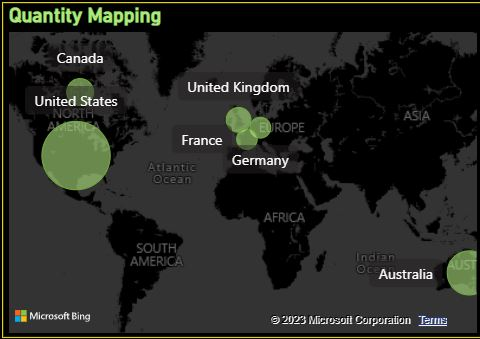 Quantity Mapping
Canada
United States
NORTH
AMERICA
United Kingdom
ASIA
EUROPE
France
Germany
Atlantic
Ocean
AFRICA
SOUTH
AMERICA
Indian
Australia
Microsoft Bing
© 2023 Microsoft Corporation Terms